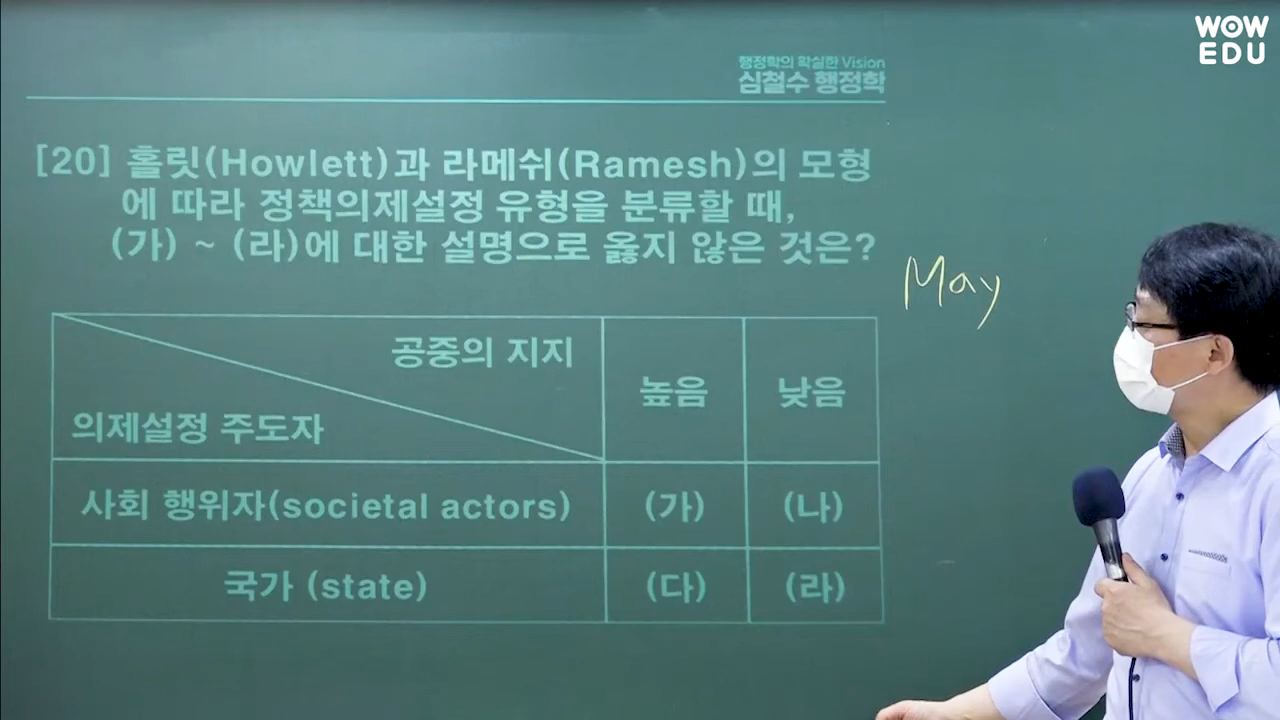 WOW
EDU
행정학의 확실한 Vision
심철수 행정학
[20] 홀릿(Howlett)과 라메쉬(Ramesh)의 모형
에 따라 정책의제설정 유형을 분류할 때,
(가) ~ (라)에 대한 설명으로 옳지 않은 것은?
May
공중의 지지
의제설정 주도자
높음
낮음
사회 행위자(societal actors)
(가)
(나)
국가 (state)
(다)
(라)